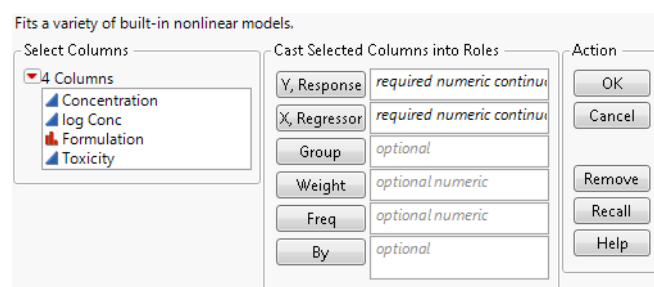 Fits a variety of built-in nonlinear models.
Select Columns
4 Columns
Concentration
log Conc
Formulation
Toxicity
Cast Selected Columns into Roles
Y, Response required numeric continu
X, Regressor required numeric continu
Group optional
Weight optional numeric
Freq optional numeric
By optional
Action
OK
Cancel
Remove
Recall
Help